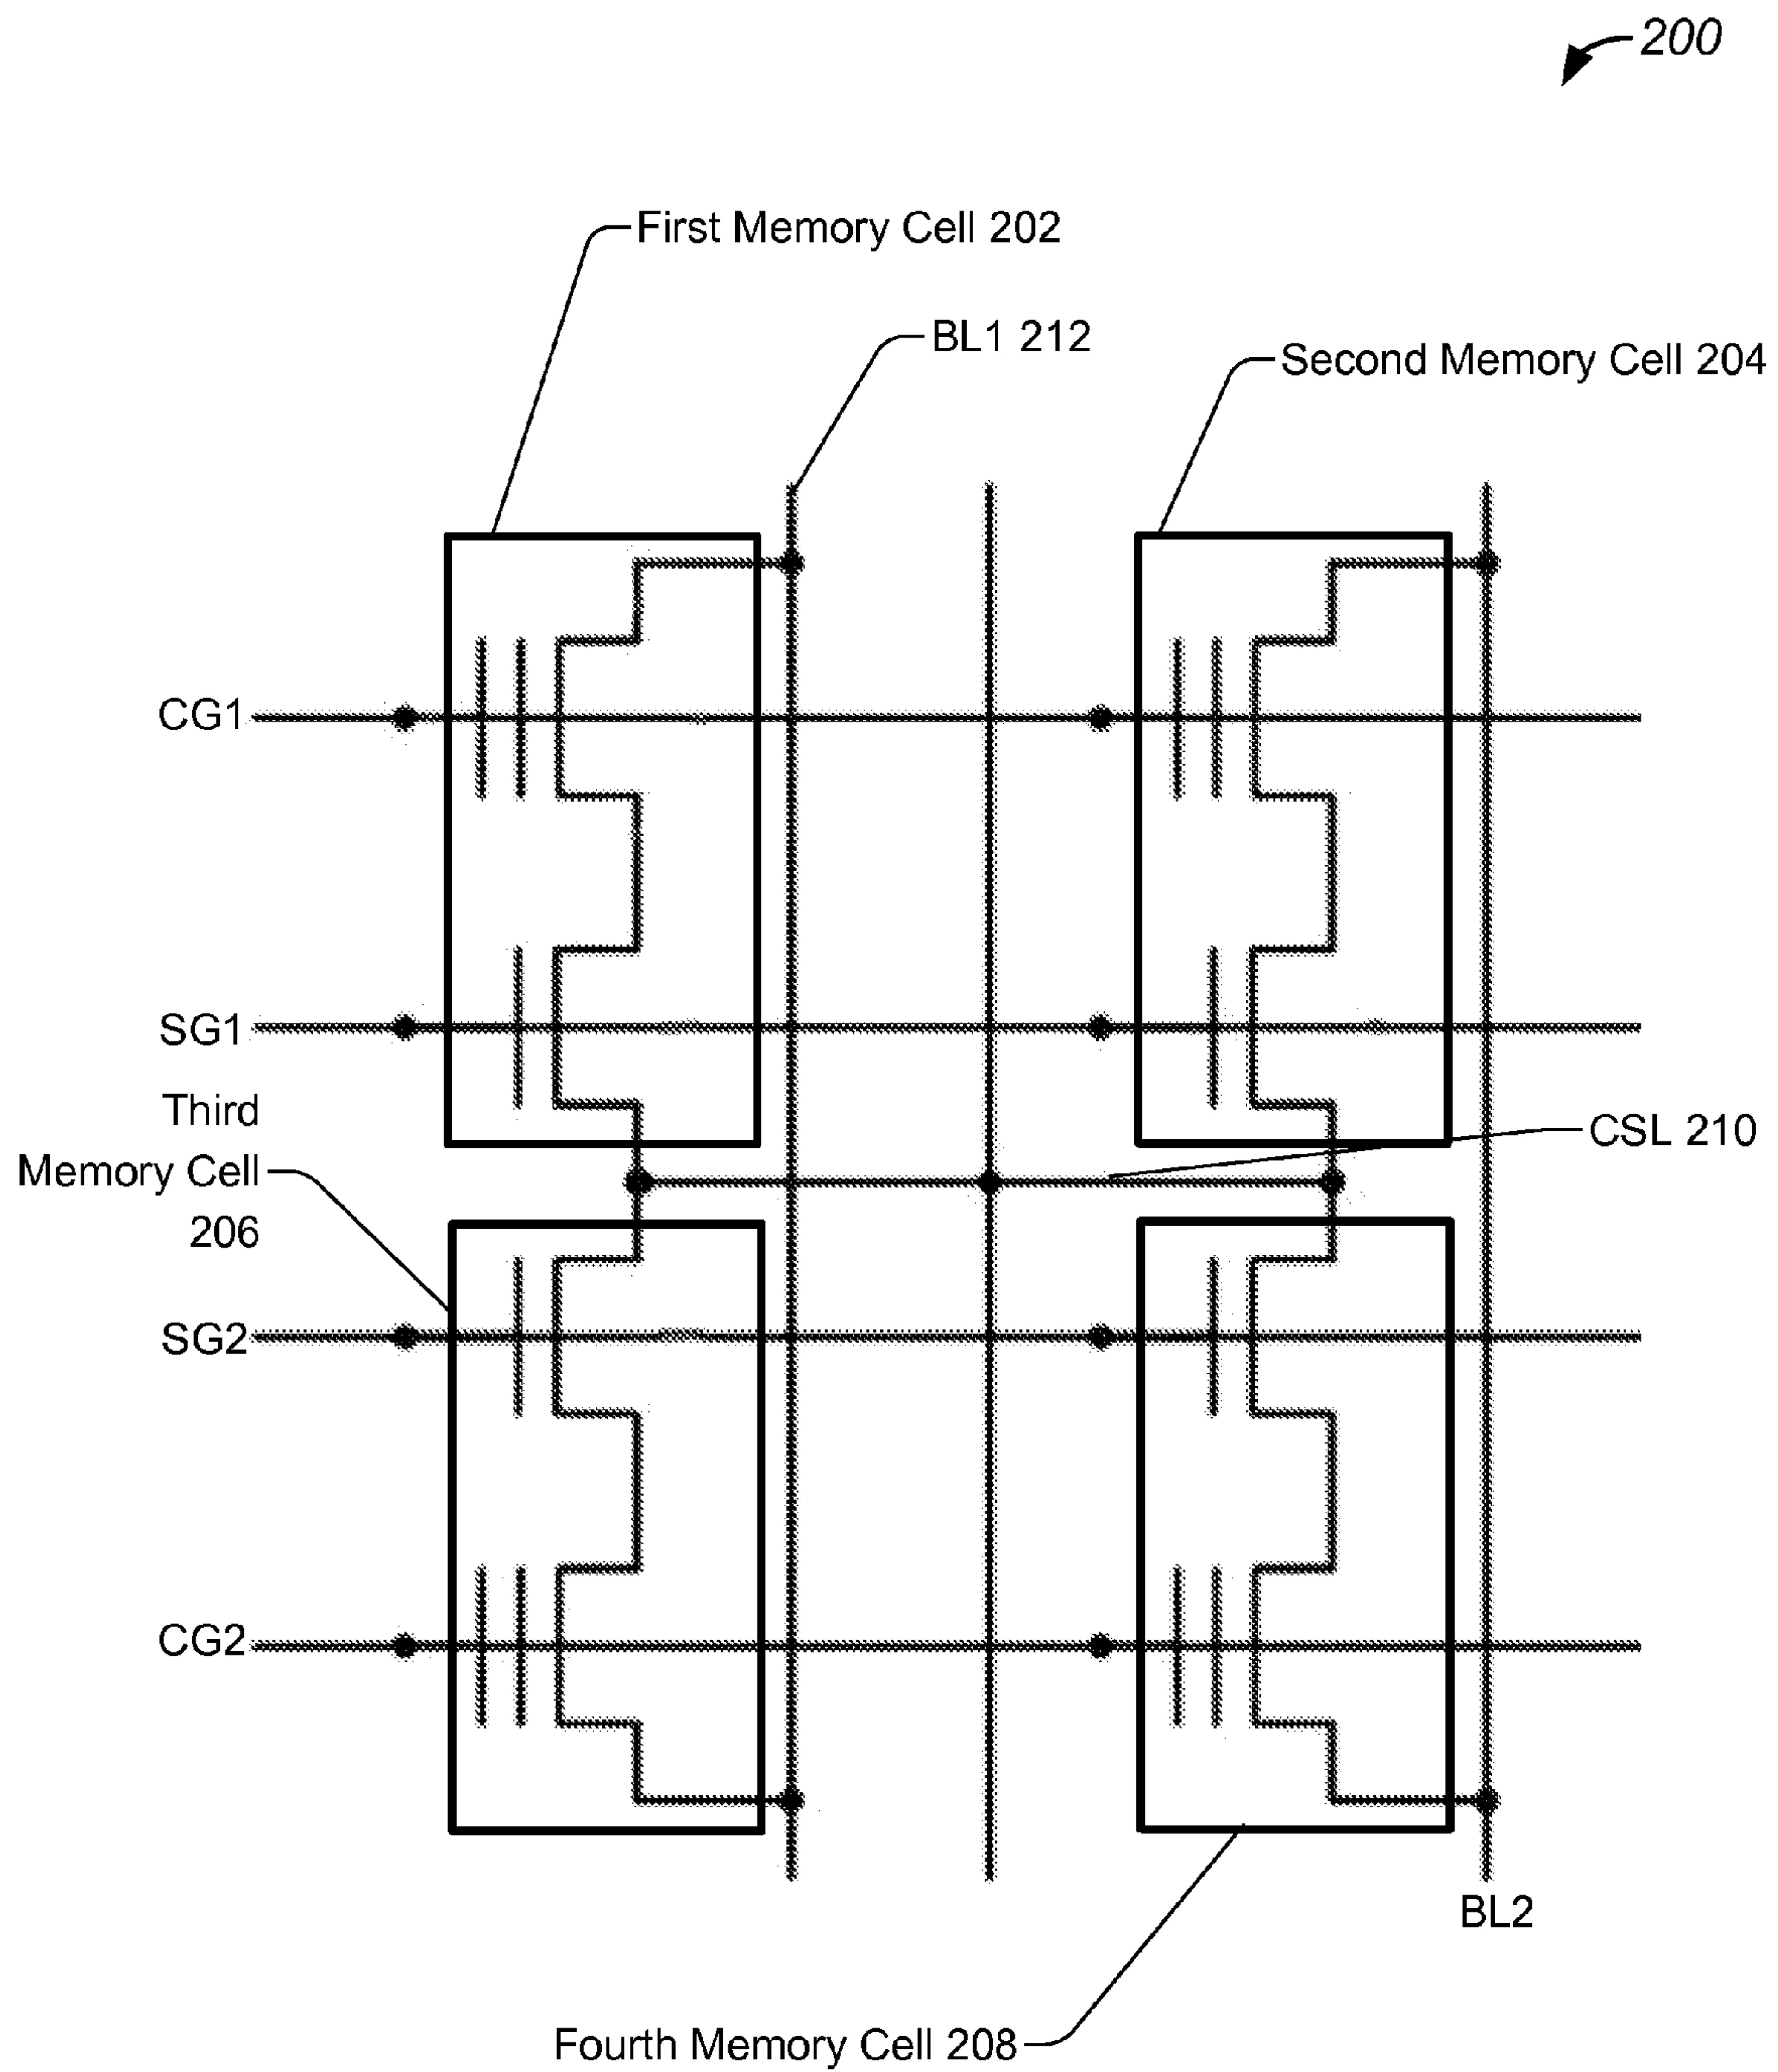 200
First Memory Cell 202
BL1 212
Second Memory Cell 204
CG1
SG1
Third
Memory Cell
206
CSL 210
SG2
CG2
BL2
Fourth Memory Cell 208